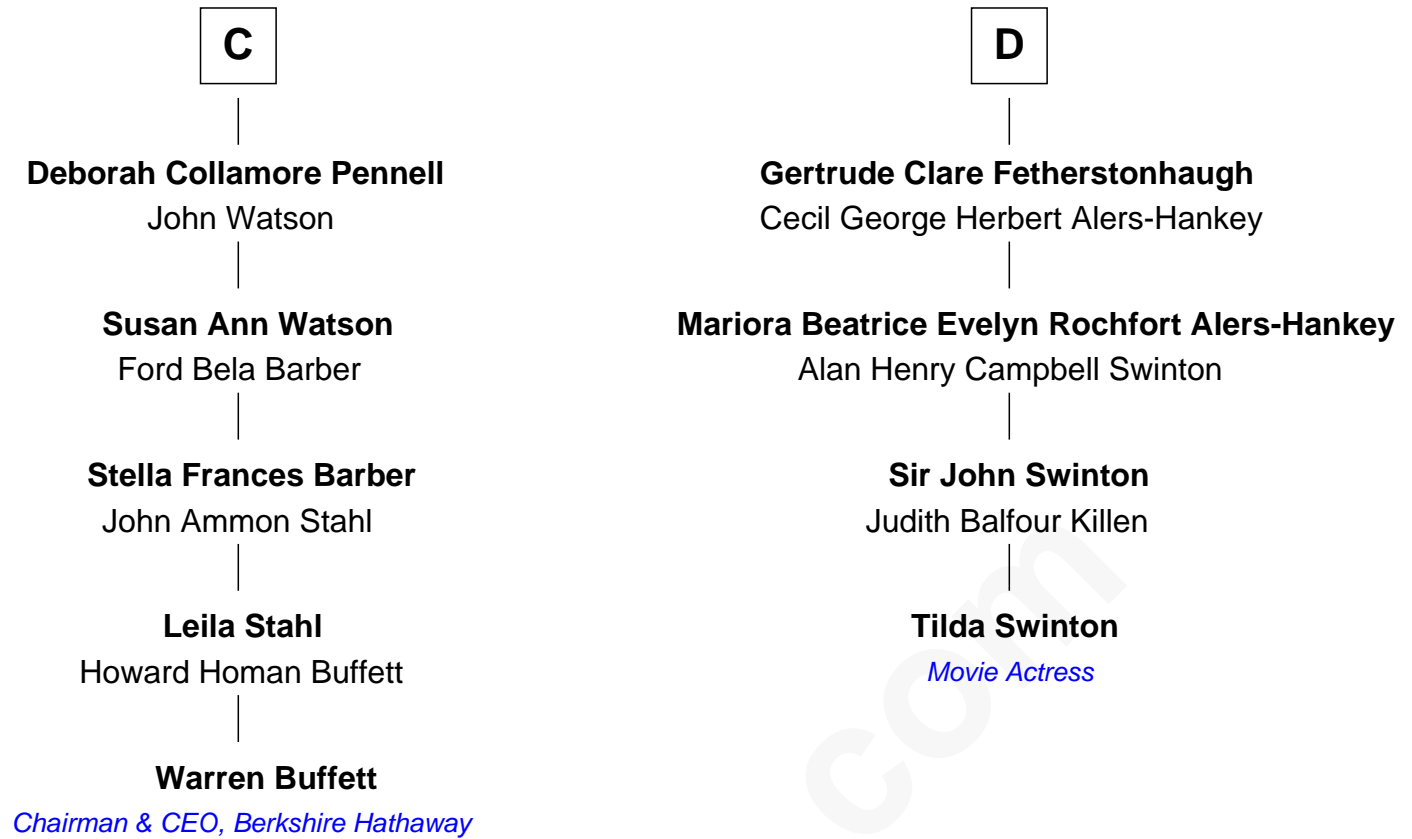 C
Deborah Collamore Pennell
John Watson
Susan Ann Watson
Ford Bela Barber
Stella Frances Barber
John Ammon Stahl
Leila Stahl
Howard Homan Buffett
Warren Buffett
Chairman & CEO, Berkshire Hathaway
D
Gertrude Clare Fetherstonhaugh
Cecil George Herbert Alers-Hankey
Mariora Beatrice Evelyn Rochfort Alers-Hankey
Alan Henry Campbell Swinton
Sir John Swinton
Judith Balfour Killen
Tilda Swinton
Movie Actress
com